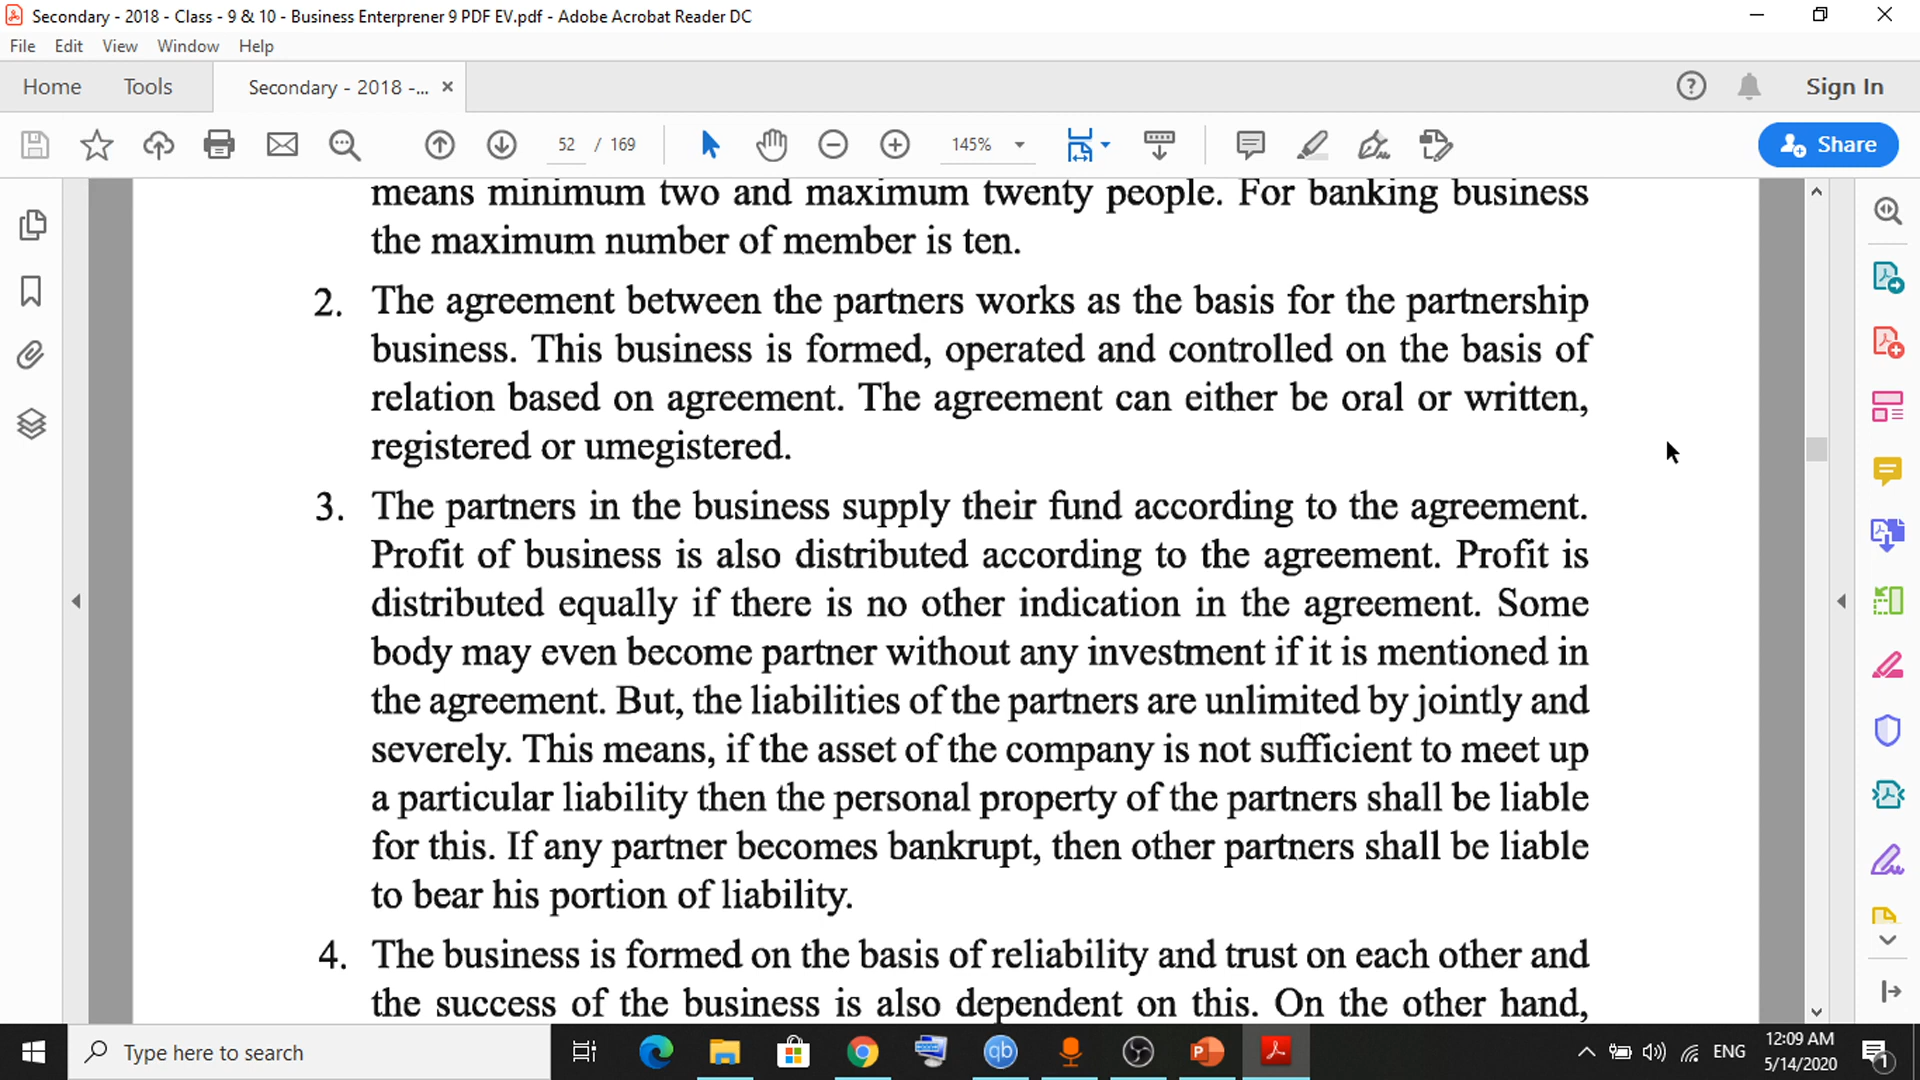 Secondary - 2018 - Class - 9 & 10 - Business Enterprener 9 PDF EV.pdf - Adobe Acrobat Reader DC
File Edit View Window Help
Home Tools Secondary - 2018 -... × Sign In
52 / 169 145% Share
means minimum two and maximum twenty people. For banking business
the maximum number of member is ten.
2. The agreement between the partners works as the basis for the partnership
business. This business is formed, operated and controlled on the basis of
relation based on agreement. The agreement can either be oral or written,
registered or umegistered.
3. The partners in the business supply their fund according to the agreement.
Profit of business is also distributed according to the agreement. Profit is
distributed equally if there is no other indication in the agreement. Some
body may even become partner without any investment if it is mentioned in
the agreement. But, the liabilities of the partners are unlimited by jointly and
severely. This means, if the asset of the company is not sufficient to meet up
a particular liability then the personal property of the partners shall be liable
for this. If any partner becomes bankrupt, then other partners shall be liable
to bear his portion of liability.
4. The business is formed on the basis of reliability and trust on each other and
the success of the business is also dependent on this. On the other hand,
Type here to search qb ENG 12:09 AM
5/14/2020 1